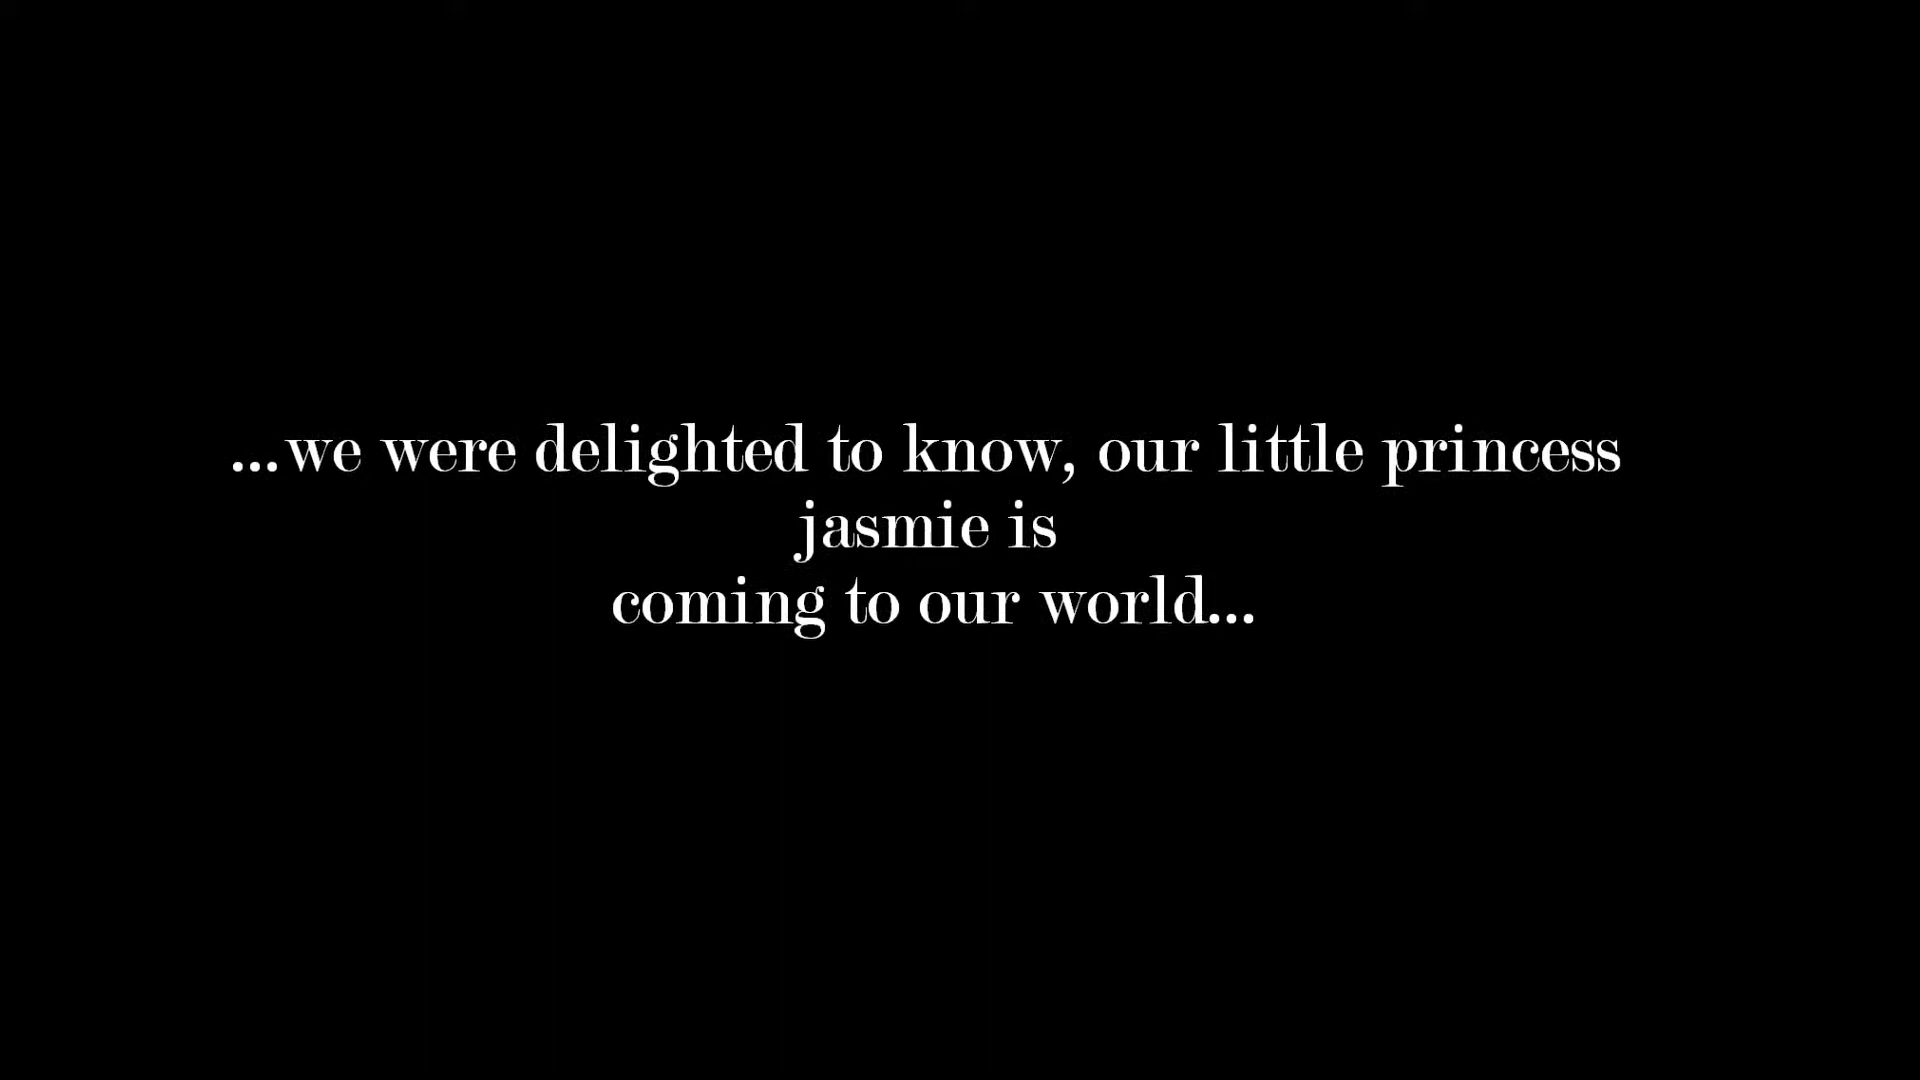 ...we were delighted to know, our little princess
jasmie is
coming to our world...